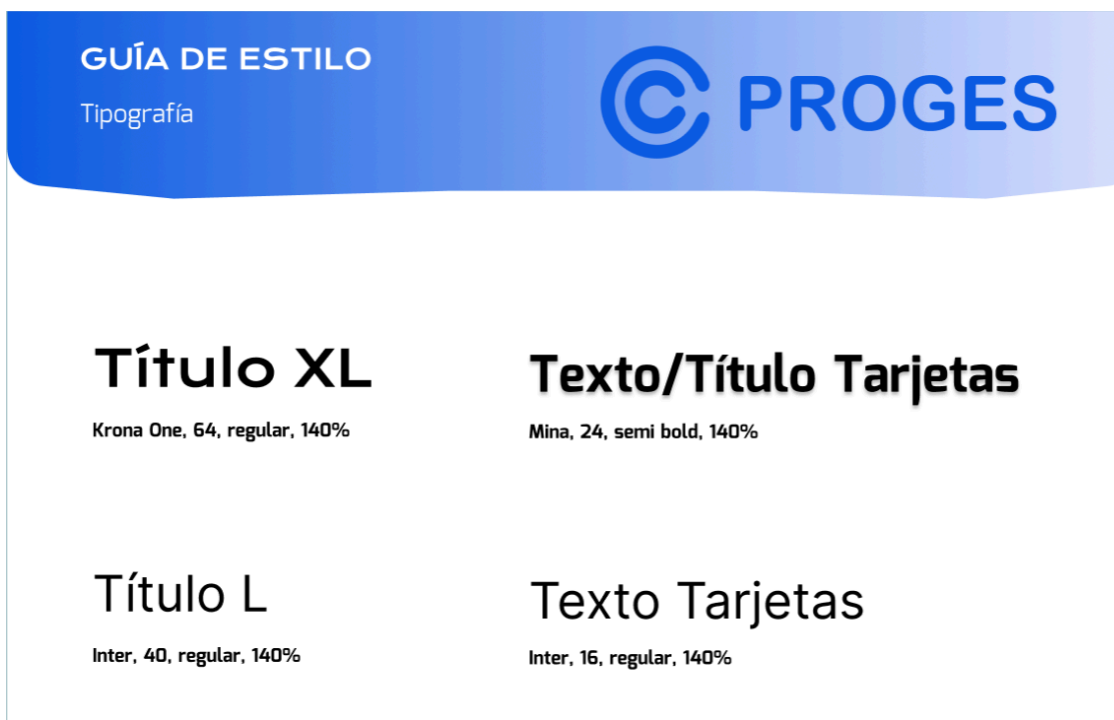 GUÍA DE ESTILO
Tipografía
PROGES
Título XL
Krona One, 64, regular, 140%
Texto/Título Tarjetas
Mina, 24, semi bold, 140%
Título L
Inter, 40, regular, 140%
Texto Tarjetas
Inter, 16, regular, 140%